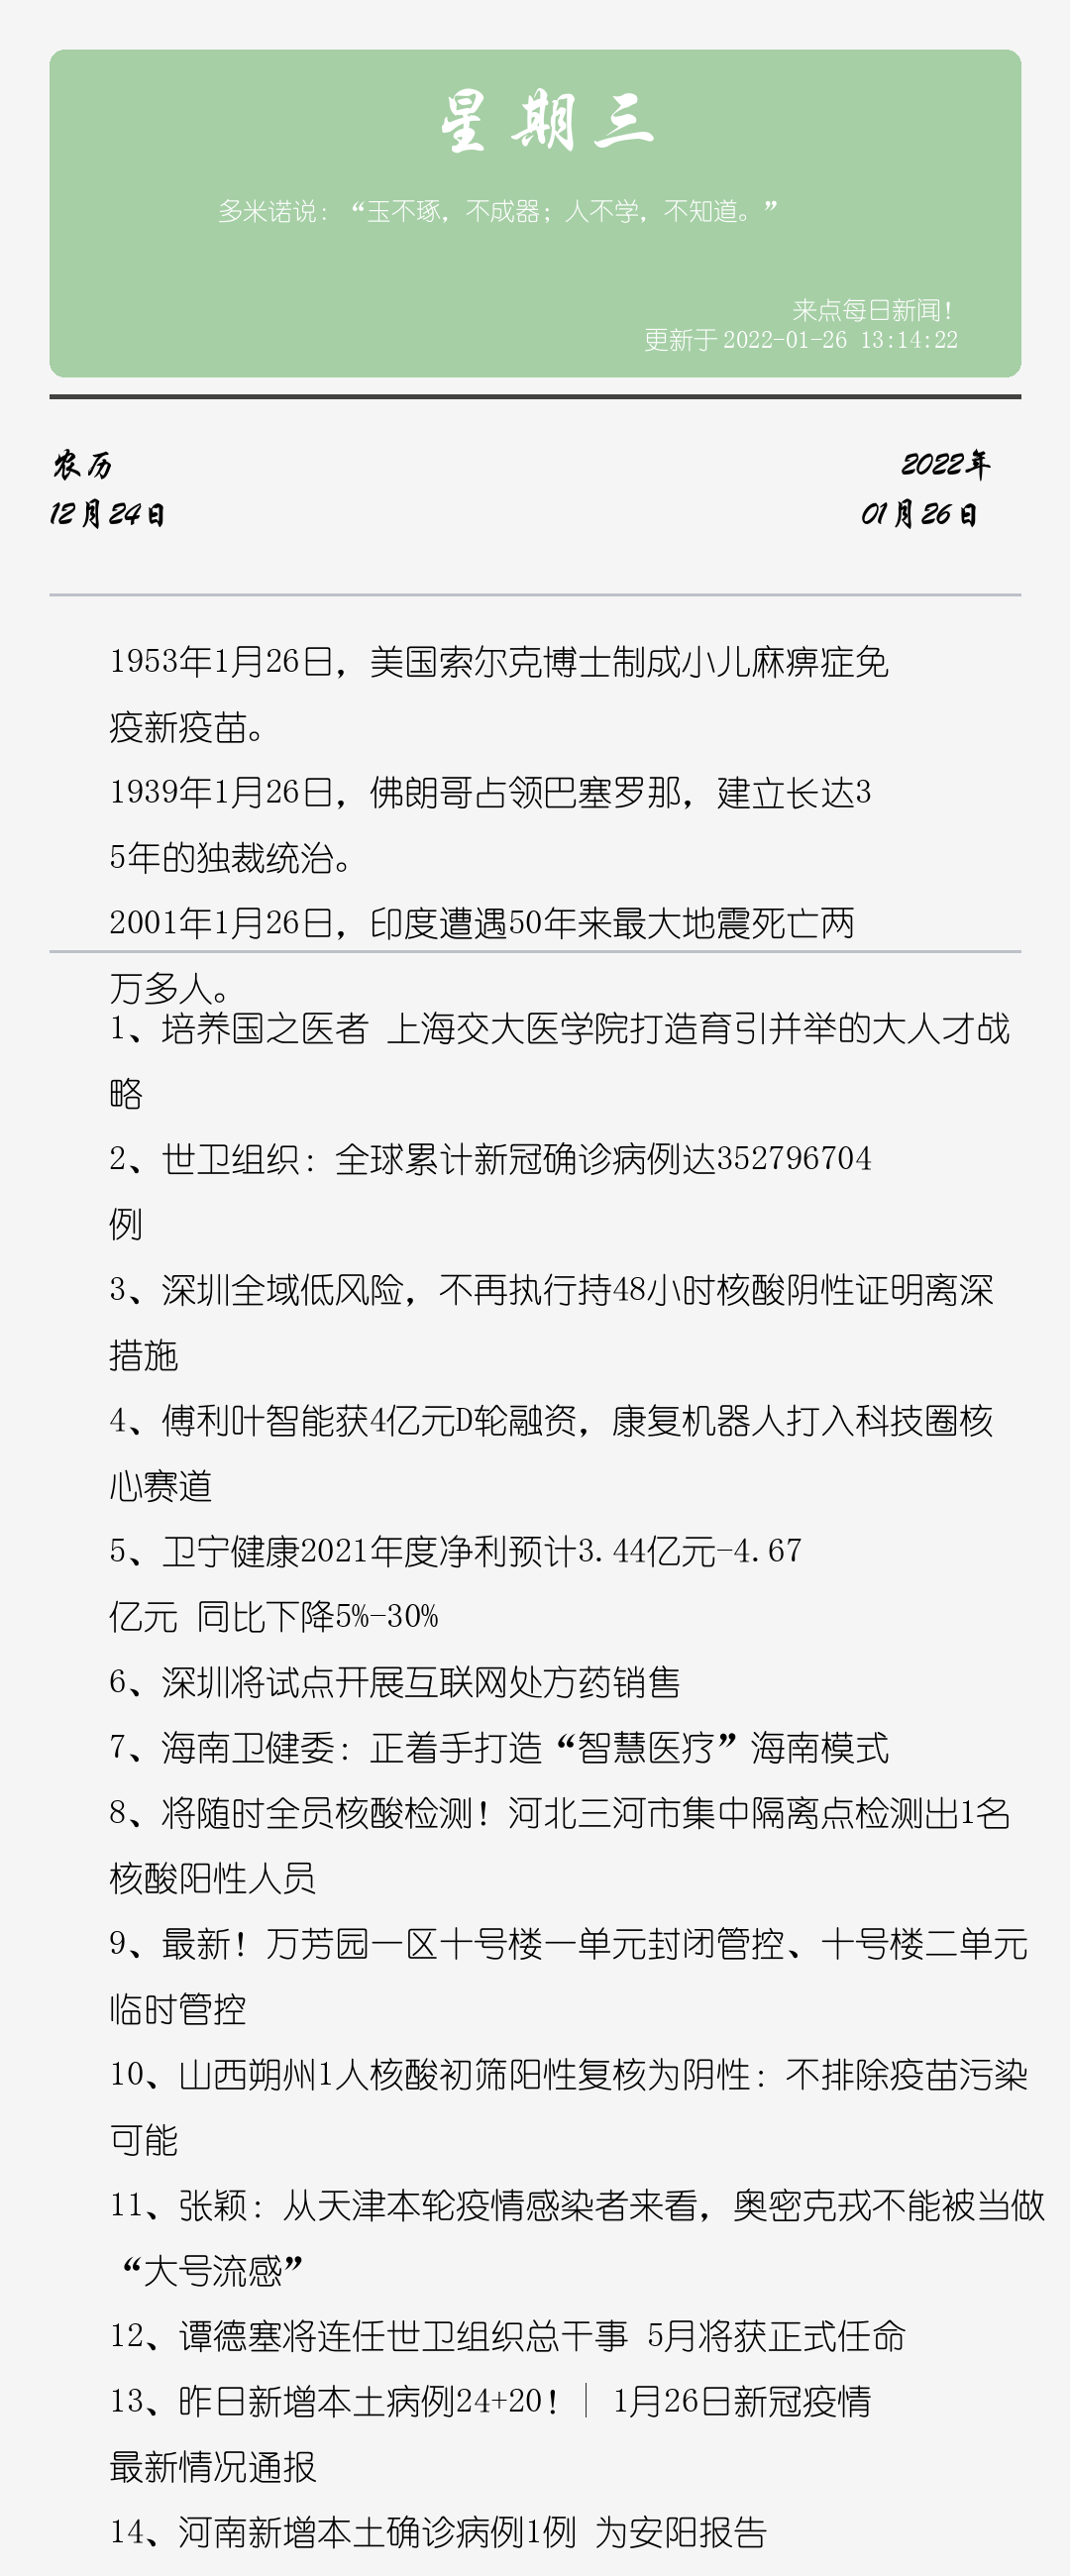 星期三
多米诺说：“玉不琢，不成器；人不学，不知道。”
来点每日新闻！
更新于 2022-01-26 13:14:22
农历 2022年
12月24日 01月26日
1953年1月26日，美国索尔克博士制成小儿麻痹症免
疫新疫苗。
1939年1月26日，佛朗哥占领巴塞罗那，建立长达3
5年的独裁统治。
2001年1月26日，印度遭遇50年来最大地震死亡两
万多人。
1、培养国之医者 上海交大医学院打造育引并举的大人才战
略
2、世卫组织：全球累计新冠确诊病例达352796704
例
3、深圳全域低风险，不再执行持48小时核酸阴性证明离深
措施
4、傅利叶智能获4亿元D轮融资，康复机器人打入科技圈核
心赛道
5、卫宁健康2021年度净利预计3.44亿元-4.67
亿元 同比下降5%-30%
6、深圳将试点开展互联网处方药销售
7、海南卫健委：正着手打造“智慧医疗”海南模式
8、将随时全员核酸检测！河北三河市集中隔离点检测出1名
核酸阳性人员
9、最新！万芳园一区十号楼一单元封闭管控、十号楼二单元
临时管控
10、山西朔州1人核酸初筛阳性复核为阴性：不排除疫苗污染
可能
11、张颖：从天津本轮疫情感染者来看，奥密克戎不能被当做
“大号流感”
12、谭德塞将连任世卫组织总干事 5月将获正式任命
13、昨日新增本土病例24+20！│ 1月26日新冠疫情
最新情况通报
14、河南新增本土确诊病例1例 为安阳报告